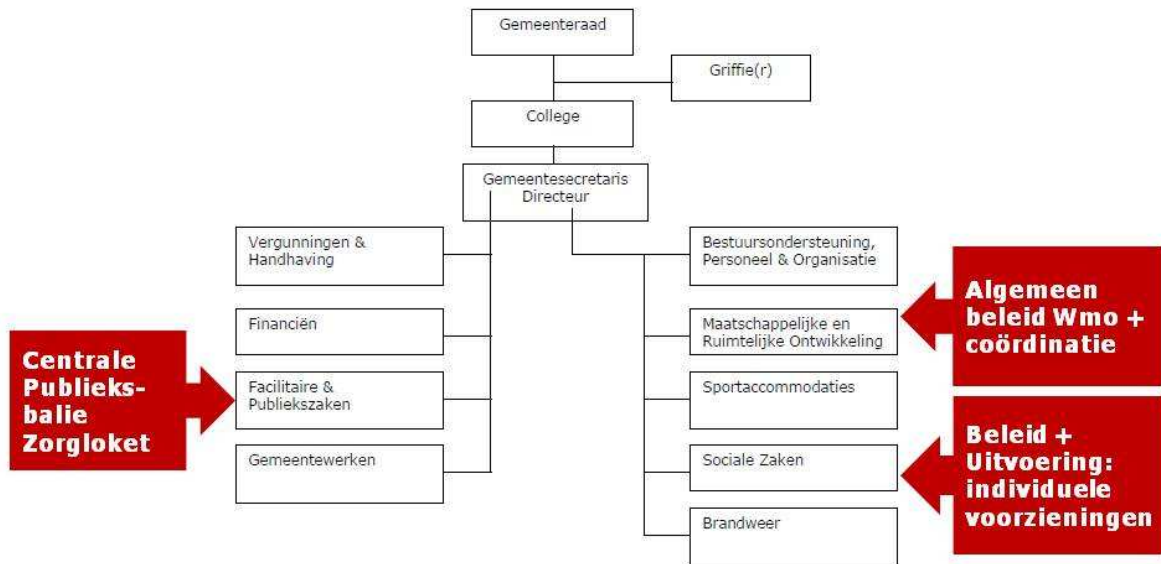 Gemeenteraad
Griffie(r)
College
Gemeentesecretaris
Directeur
Vergunningen &
Handhaving
Financiën
Facilitaire &
Publiekszaken
Gemeentewerken
Centrale
Publieks-
balie
Zorgloket
Bestuursondersteuning,
Personeel & Organisatie
Maatschappelijke en
Ruimtelijke Ontwikkeling
Sportaccommodaties
Sociale Zaken
Brandweer
Algemeen
beleid Wmo +
coördinatie
Beleid +
Uitvoering:
individuele
voorzieningen